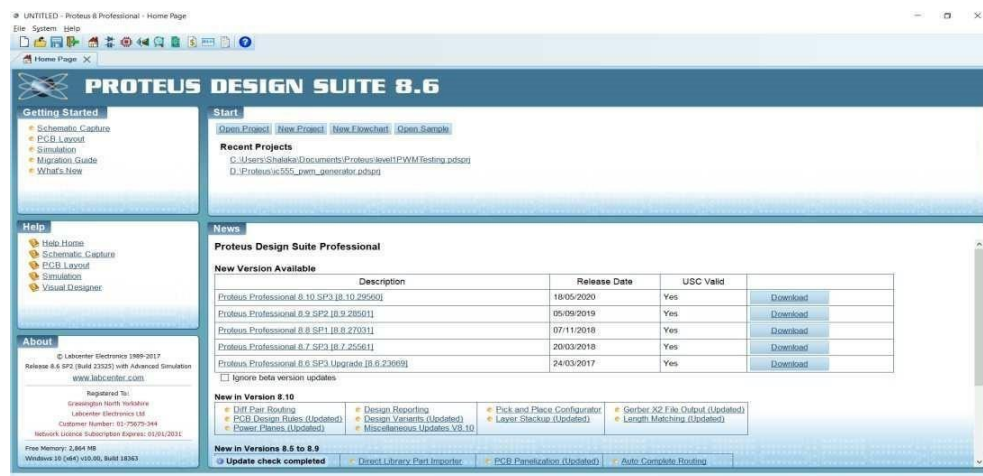 UNTITLED - Proteus 8 Professional - Home Page
File System Help
Home Page
PROTEUS DESIGN SUITE 8.6
Getting Started
Schematic Capture
PCB Layout
Simulation
Migration Guide
What's New
Start
Open Project New Project New Flowchart Open Sample
Recent Projects
C:\Users\Shalaka\Documents\Proteus\level1PWMTesting.pdsprj
D:\Proteus\ic555_pwm_generator.pdsprj
Help
Help Home
Schematic Capture
PCB Layout
Simulation
Visual Designer
News
Proteus Design Suite Professional
New Version Available
Description Release Date USC Valid
Proteus Professional 8.10 SP3 [8.10.29560] 18/05/2020 Yes Download
Proteus Professional 8.9 SP2 [8.9.28501] 05/09/2019 Yes Download
Proteus Professional 8.8 SP1 [8.8.27031] 07/11/2018 Yes Download
Proteus Professional 8.7 SP3 [8.7.25561] 20/03/2018 Yes Download
Proteus Professional 8.6 SP3 Upgrade [8.6.23669] 24/03/2017 Yes Download
Ignore beta version updates
New in Version 8.10
Diff Pair Routing Design Reporting Pick and Place Configurator Gerber X2 File Output (Updated)
PCB Design Rules (Updated) Design Variants (Updated) Layer Stackup (Updated) Length Matching (Updated)
Power Planes (Updated) Miscellaneous Updates V8.10
New in Versions 8.5 to 8.9
Update check completed Direct Library Part Importer PCB Panelization (Updated) Auto Complete Routing
About
© Labcenter Electronics 1989-2017
Release 8.6 SP2 (Build 23525) with Advanced Simulation
www.labcenter.com
Registered To:
Grassington North Yorkshire
Labcenter Electronics Ltd
Customer Number: 01-75675-344
Network Licence Subscription Expires: 01/01/2031
Free Memory: 2,864 MB
Windows 10 (x64) v10.00, Build 18363